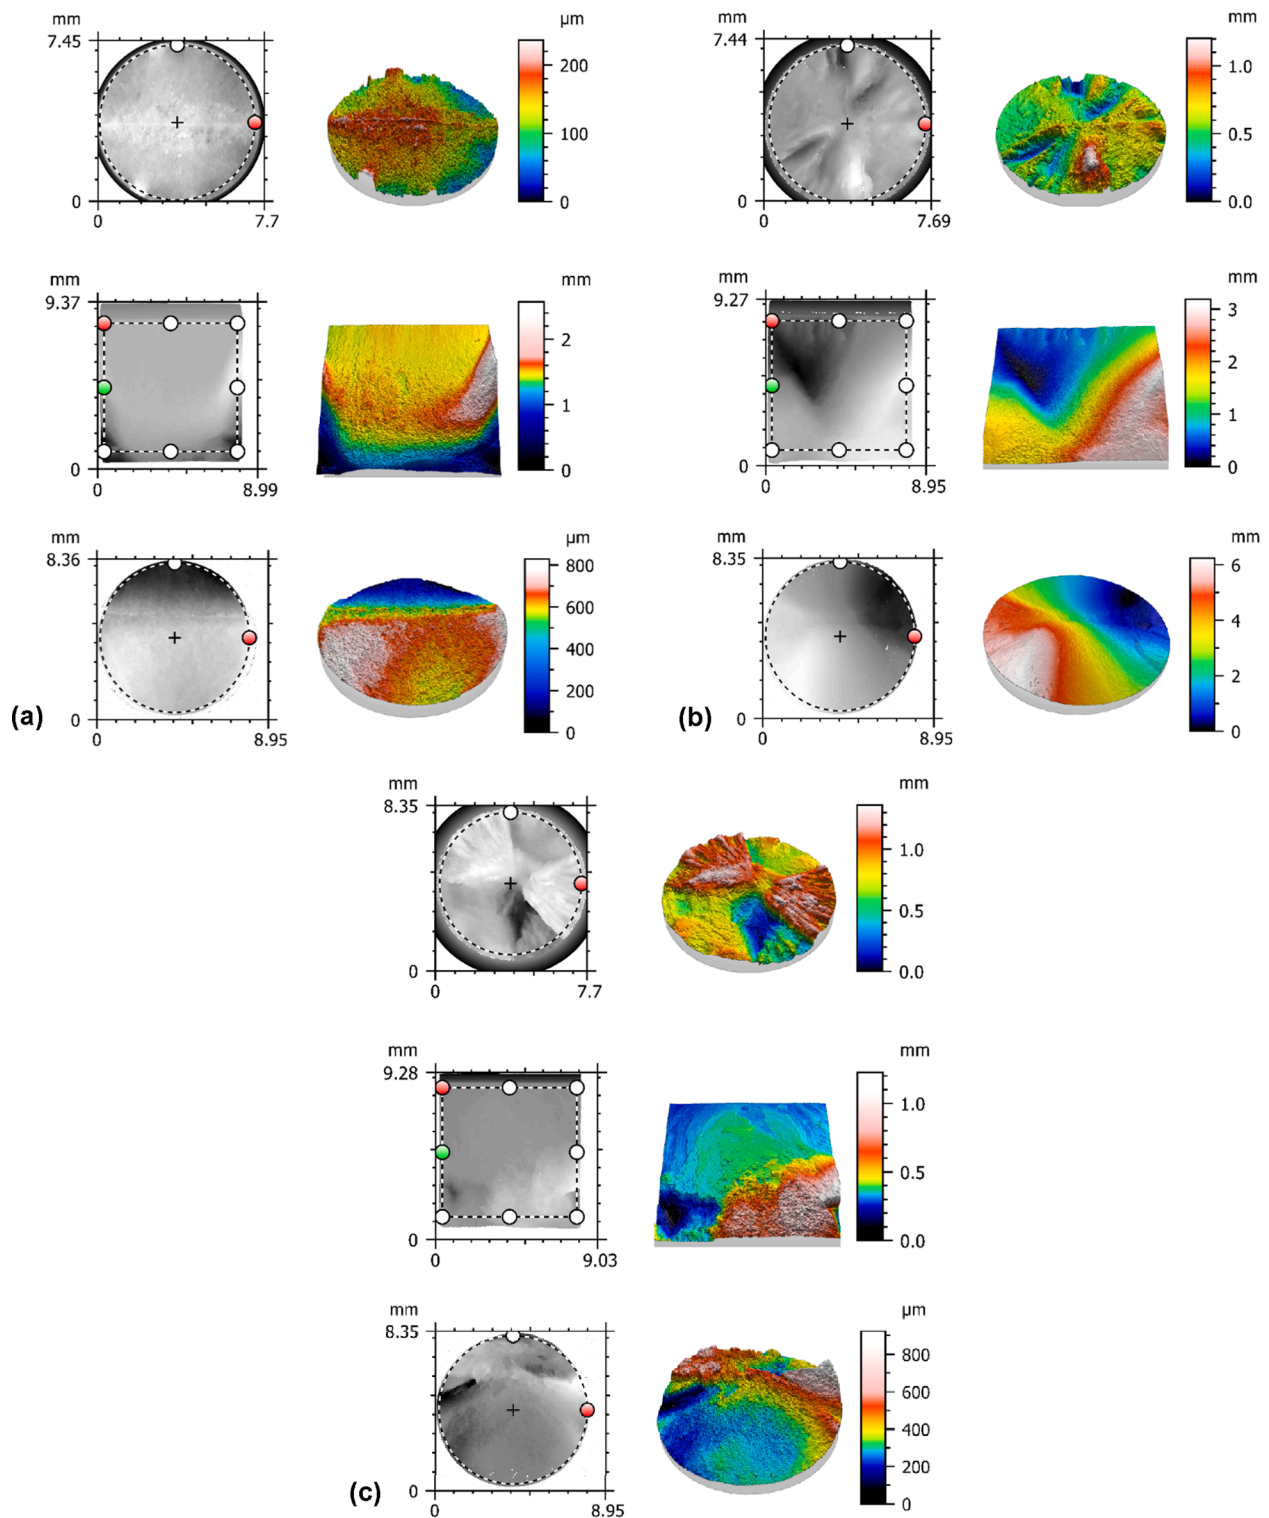 mm μm mm mm
7.45 200 7.44 1.0
100 0.5
0 0 0 0.0
0 7.7 0 7.69
mm mm mm mm
9.37 2 9.27 3
2
1 1
0 0 0 0
0 8.99 0 8.95
mm μm mm mm
8.36 800 8.35 6
600 4
400
200 2
(a) 0 0 (b) 0 0
0 8.95 0 8.95
mm mm
8.35 1.0
0.5
0 0.0
0 7.7
mm mm
9.28 1.0
0.5
0 0.0
0 9.03
mm μm
8.35 800
600
400
200
(c) 0 0
0 8.95